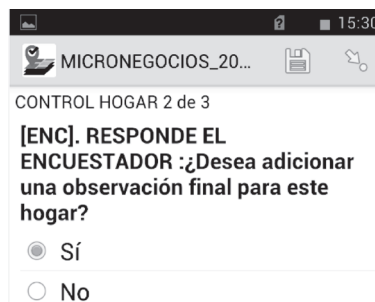 15:30
MICRONEGOCIOS_20...
CONTROL HOGAR 2 de 3
[ENC]. RESPONDE EL
ENCUESTADOR :¿Desea adicionar
una observación final para este
hogar?
Sí
No